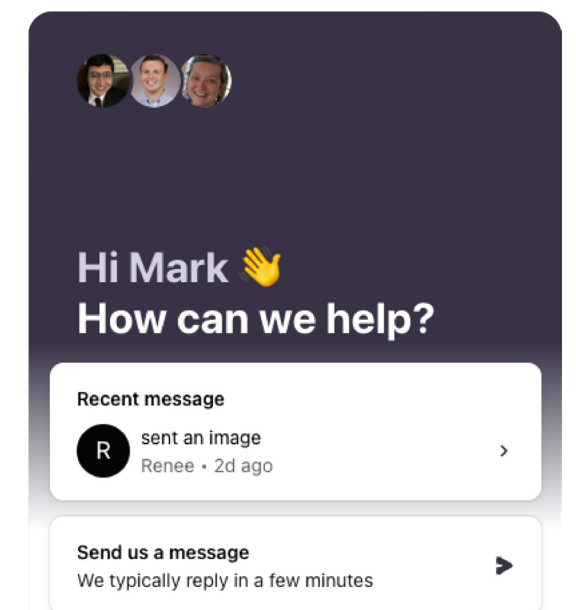 Hi Mark 👋
How can we help?
Recent message
R
sent an image
Renee • 2d ago
Send us a message
We typically reply in a few minutes